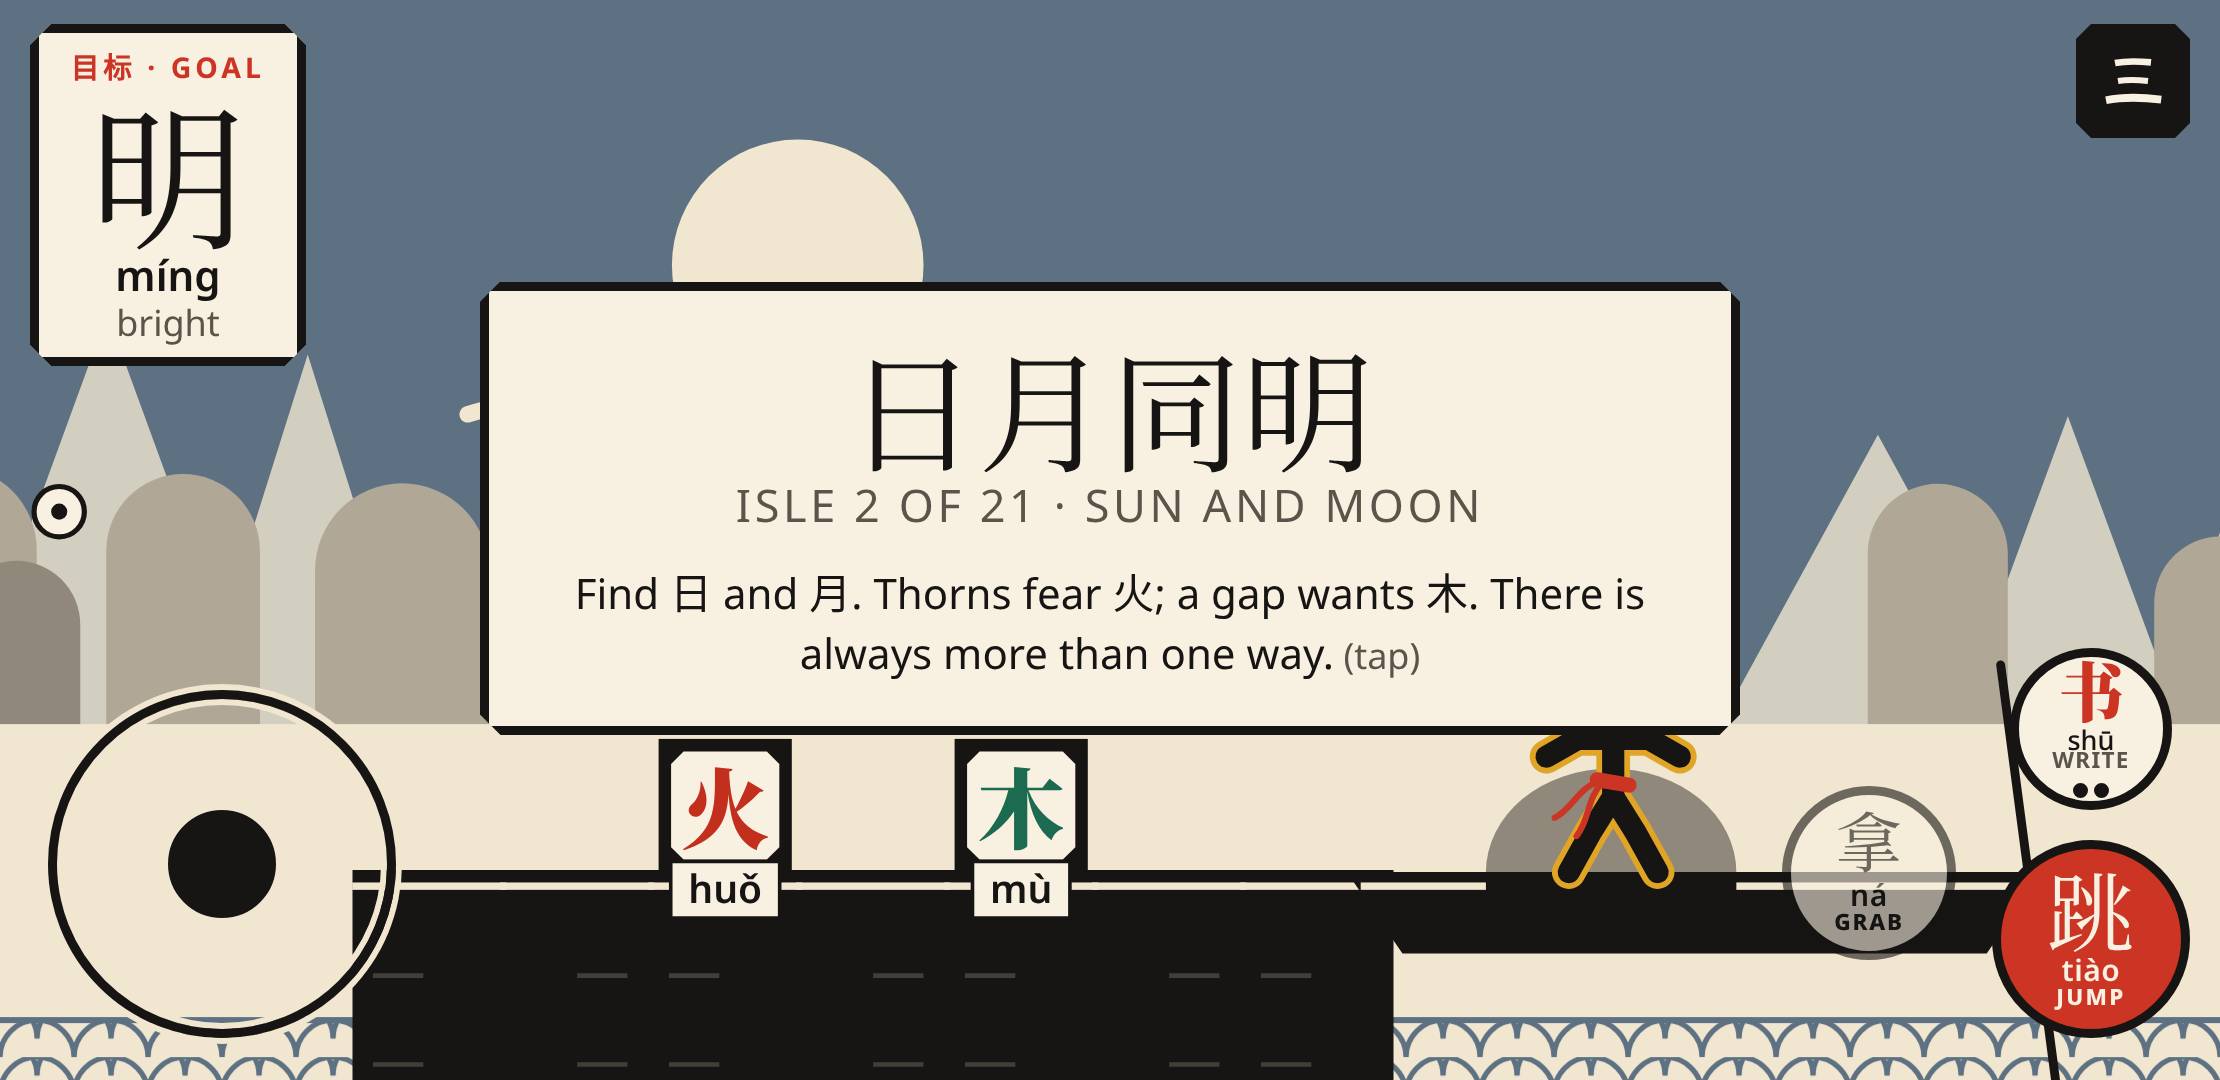 目标 · GOAL
明
míng
bright
三
日月同明
ISLE 2 OF 21 · SUN AND MOON
Find 日 and 月. Thorns fear 火; a gap wants 木. There is
always more than one way. (tap)
火
huǒ
木
mù
书
shū
WRITE
拿
ná
GRAB
跳
tiào
JUMP